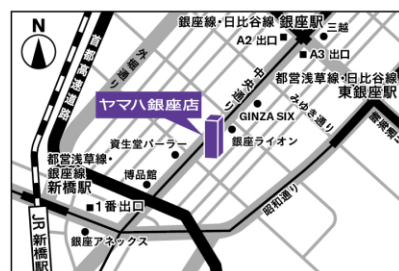 N
首都高速道路
外堀通り
銀座線・日比谷線 銀座駅
三越
A2 出口
A3 出口
中央通り
都営浅草線・日比谷線
東銀座駅
みゆき通り
ヤマハ銀座店
GINZA SIX
銀座ライオン
資生堂パーラー
都営浅草線・
銀座線
新橋駅
博品館
1番出口
昭和通り
銀座アネックス
JR 新橋駅